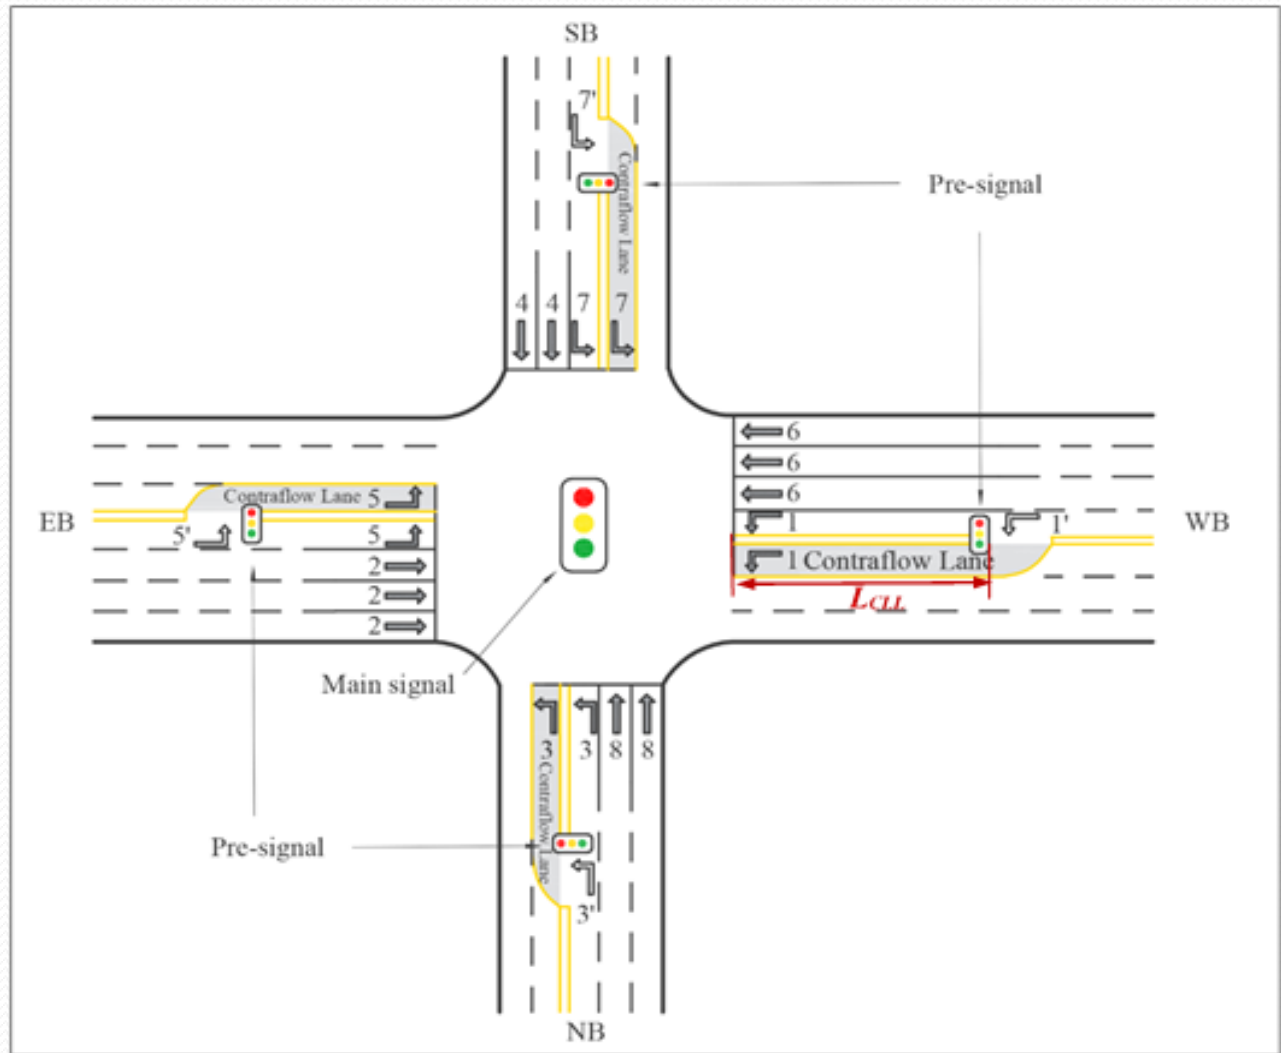 SB
7'
Contraflow Lane
Pre-signal
4 4 7 7
6
6
6
1
1'
1 Contraflow Lane
WB
L_CLL
Contraflow Lane 5
EB
5'
5
2
2
2
Main signal
3 3 8 8
Contraflow Lane
Pre-signal
3'
NB